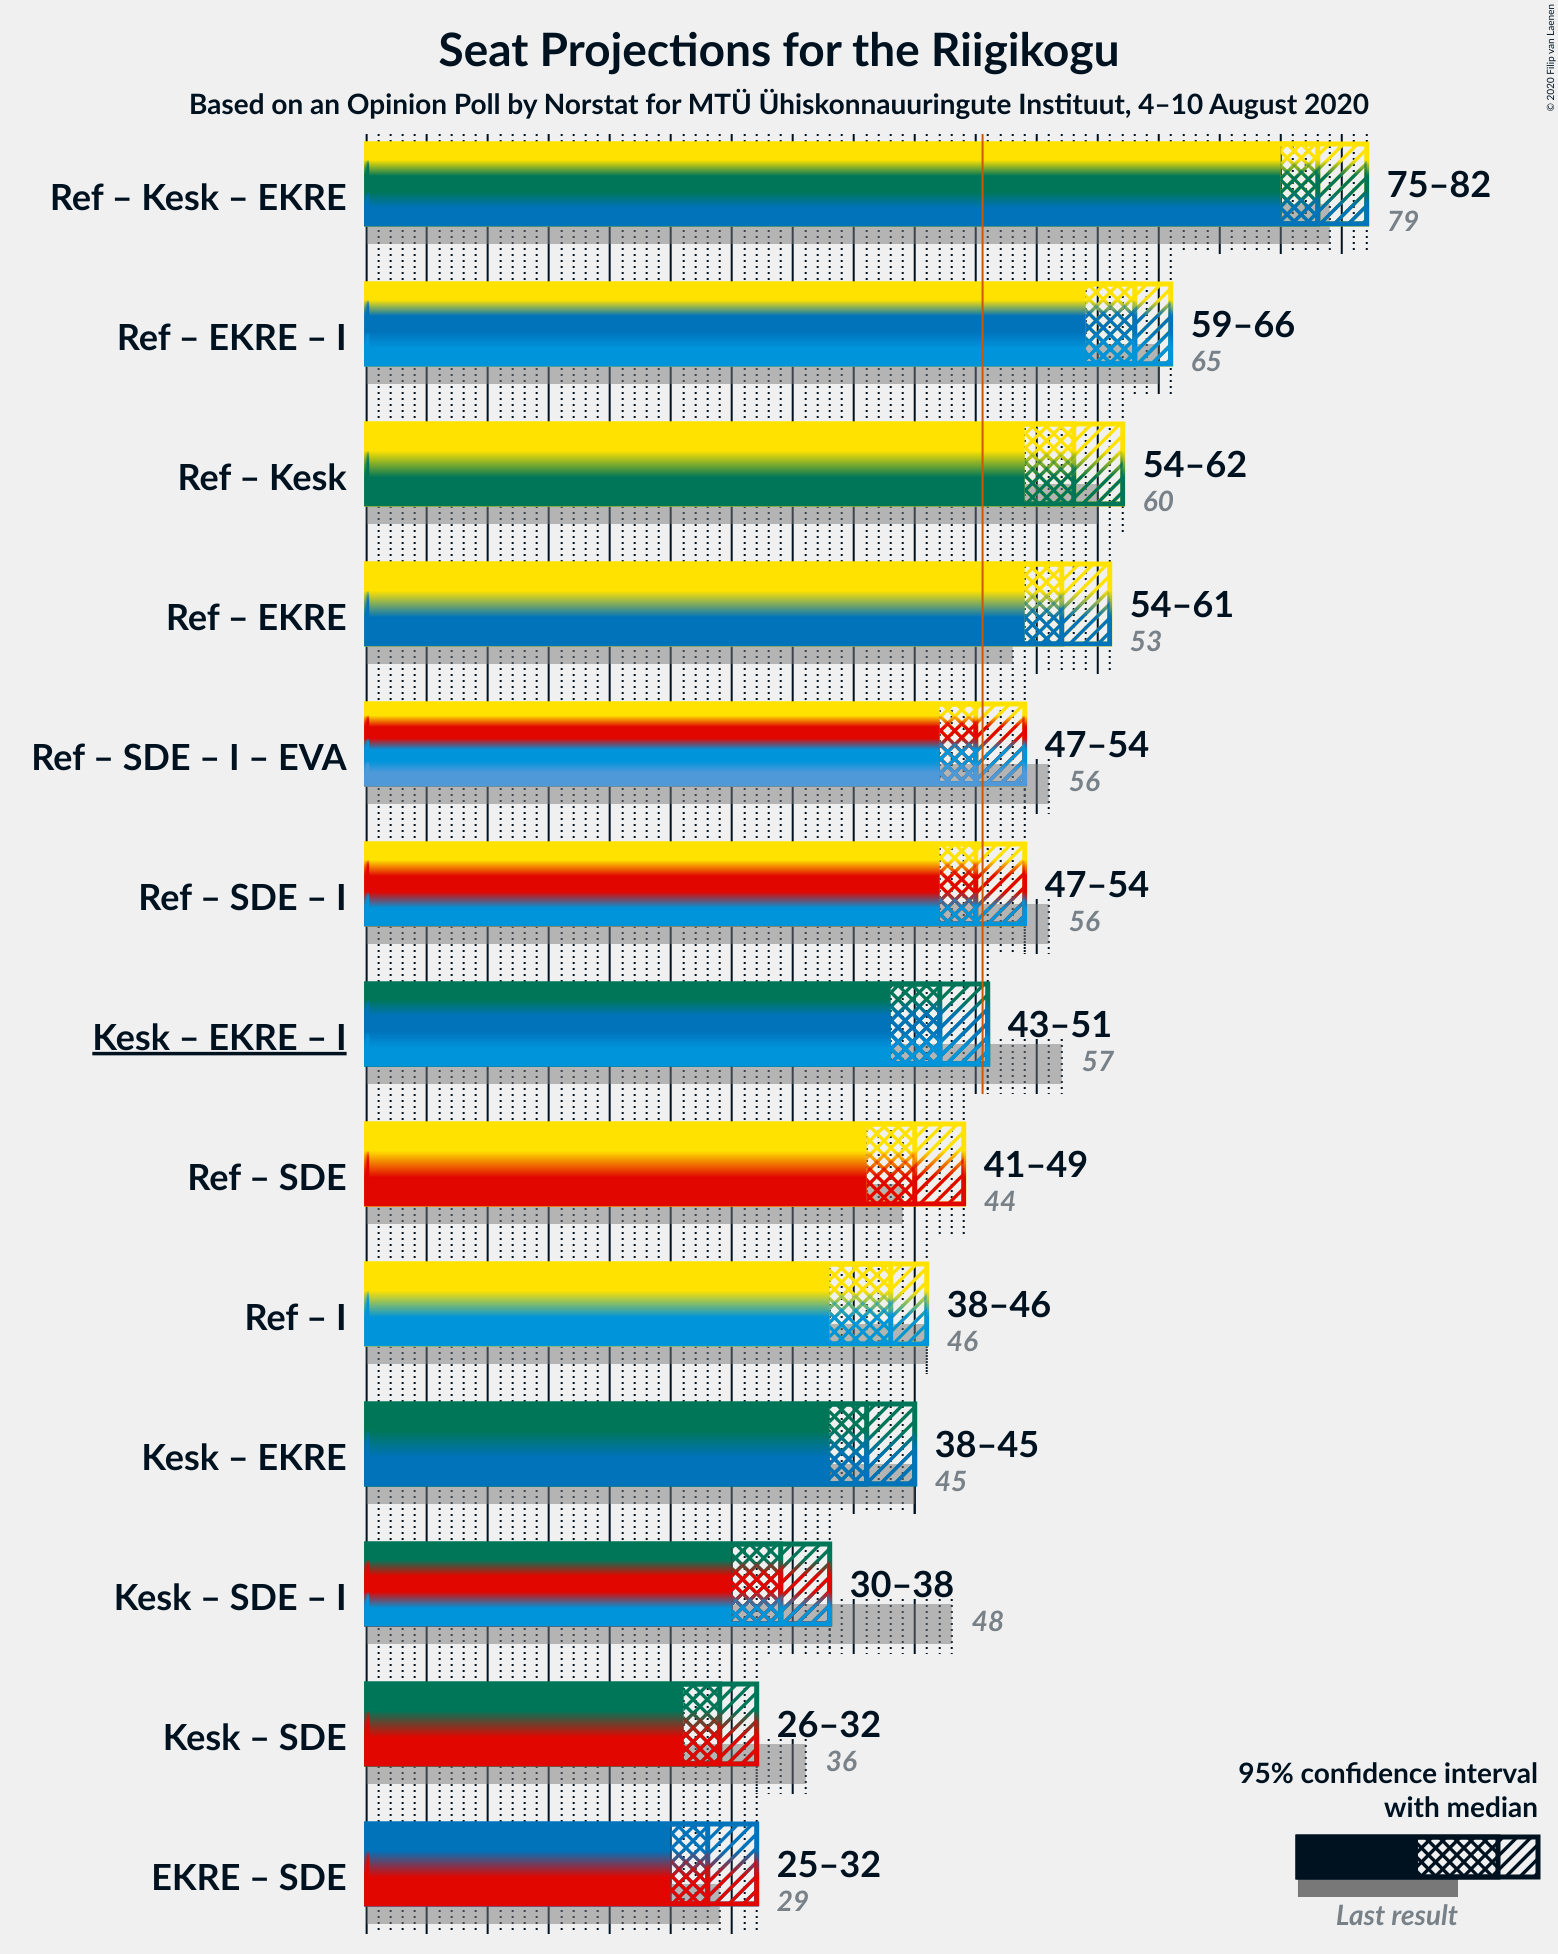 Seat Projections for the Riigikogu
Based on an Opinion Poll by Norstat for MTÜ Ühiskonnauuringute Instituut, 4–10 August 2020
© 2020 Filip van Laenen
Ref – Kesk – EKRE
75–82
79
Ref – EKRE – I
59–66
65
Ref – Kesk
54–62
60
Ref – EKRE
54–61
53
Ref – SDE – I – EVA
47–54
56
Ref – SDE – I
47–54
56
Kesk – EKRE – I
43–51
57
Ref – SDE
41–49
44
Ref – I
38–46
46
Kesk – EKRE
38–45
45
Kesk – SDE – I
30–38
48
Kesk – SDE
26–32
36
EKRE – SDE
25–32
29
95% confidence interval
with median
Last result